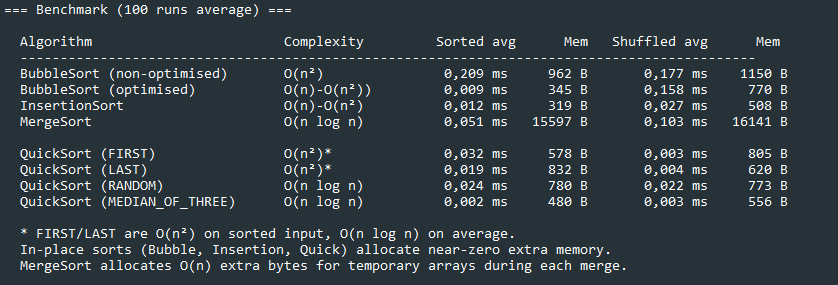 === Benchmark (100 runs average) ===
Algorithm Complexity Sorted avg Mem Shuffled avg Mem
--------------------------------------------------------------------------------------------
BubbleSort (non-optimised) O(n²) 0,209 ms 962 B 0,177 ms 1150 B
BubbleSort (optimised) O(n)-O(n²)) 0,009 ms 345 B 0,158 ms 770 B
InsertionSort O(n)-O(n²) 0,012 ms 319 B 0,027 ms 508 B
MergeSort O(n log n) 0,051 ms 15597 B 0,103 ms 16141 B
QuickSort (FIRST) O(n²)* 0,032 ms 578 B 0,003 ms 805 B
QuickSort (LAST) O(n²)* 0,019 ms 832 B 0,004 ms 620 B
QuickSort (RANDOM) O(n log n) 0,024 ms 780 B 0,022 ms 773 B
QuickSort (MEDIAN_OF_THREE) O(n log n) 0,002 ms 480 B 0,003 ms 556 B
* FIRST/LAST are O(n²) on sorted input, O(n log n) on average.
In-place sorts (Bubble, Insertion, Quick) allocate near-zero extra memory.
MergeSort allocates O(n) extra bytes for temporary arrays during each merge.